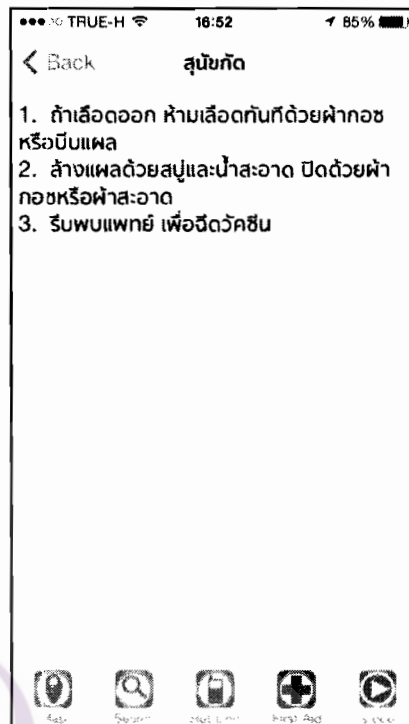 TRUE-H 16:52 85%
Back สุนัขกัด
1. ถ้าเลือดออก ห้ามเลือดทันทีด้วยผ้ากอซ
หรือบีบแผล
2. ล้างแผลด้วยสบู่และน้ำสะอาด ปิดด้วยผ้า
กอซหรือผ้าสะอาด
3. รีบพบแพทย์ เพื่อฉีดวัคซีน
Search First Aid